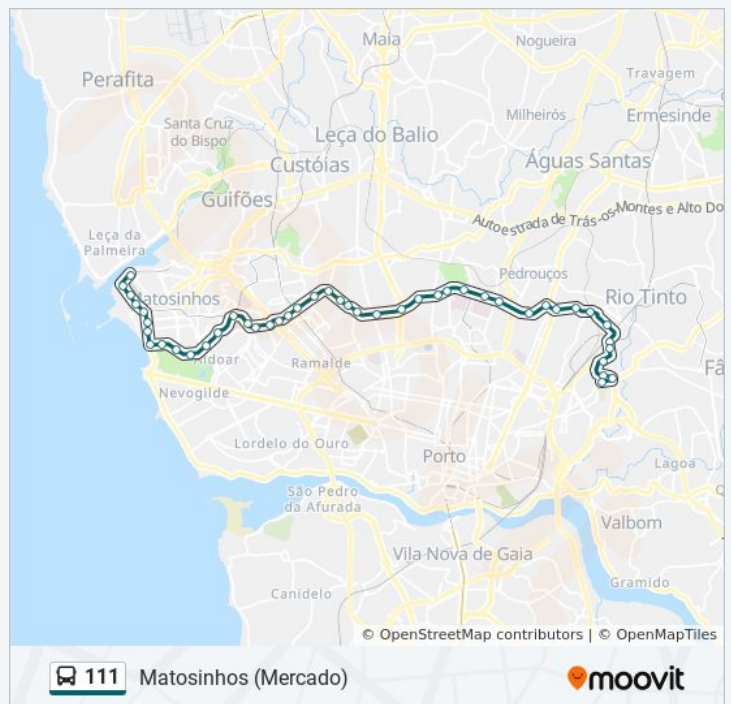 Maia
Nogueira
Perafita
Travagem
Santa Cruz
do Bispo
Milheirós
Ermesinde
Leça do Balio
Custóias
Águas Santas
Guifões
Autoestrada de Trás-os-Montes e Alto Do
Leça da
Palmeira
Pedrouços
Matosinhos
Rio Tinto
Aldoar
Ramalde
Fâ
Nevogilde
Lordelo do Ouro
Porto
Lagoa
São Pedro
da Afurada
Valbom
Vila Nova de Gaia
Gramido
Canidelo
© OpenStreetMap contributors | © OpenMapTiles
111 Matosinhos (Mercado)
moovit